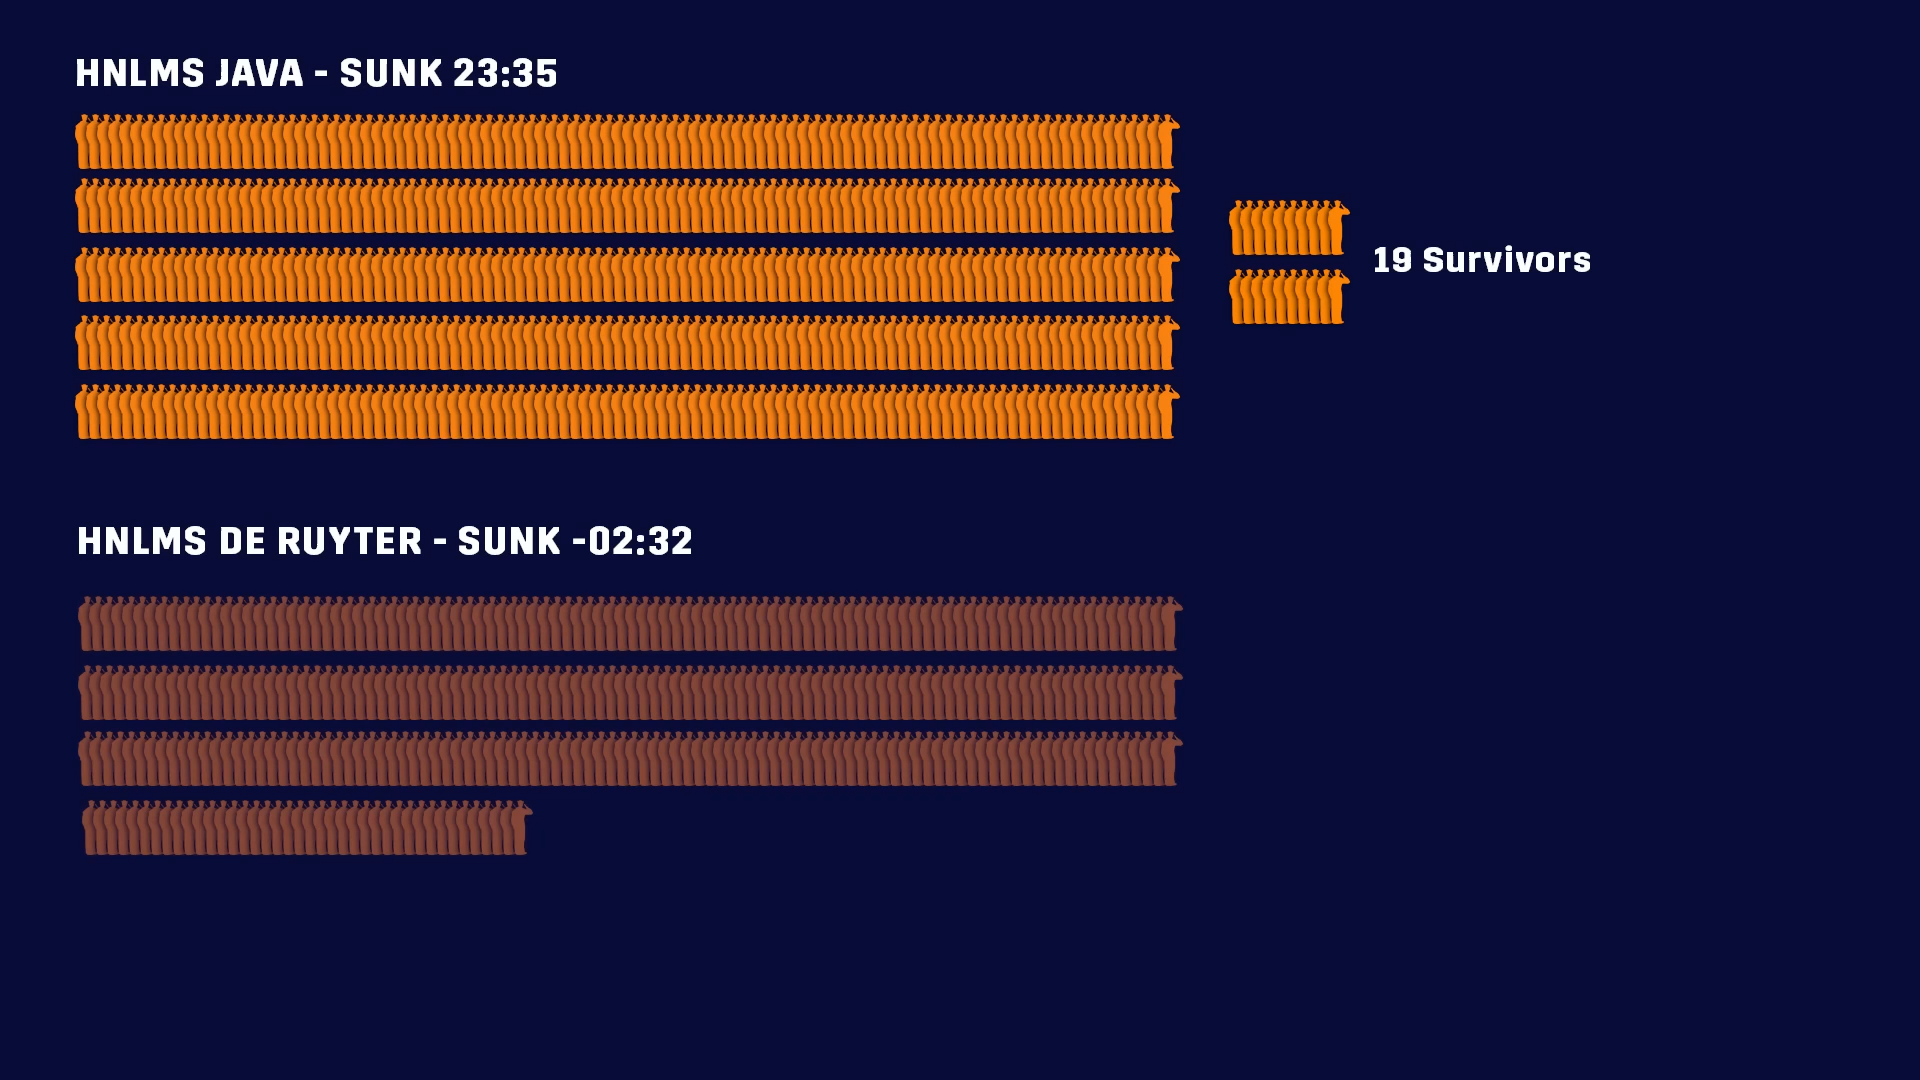 HNLMS JAVA - SUNK 23:35
19 Survivors
HNLMS DE RUYTER - SUNK -02:32